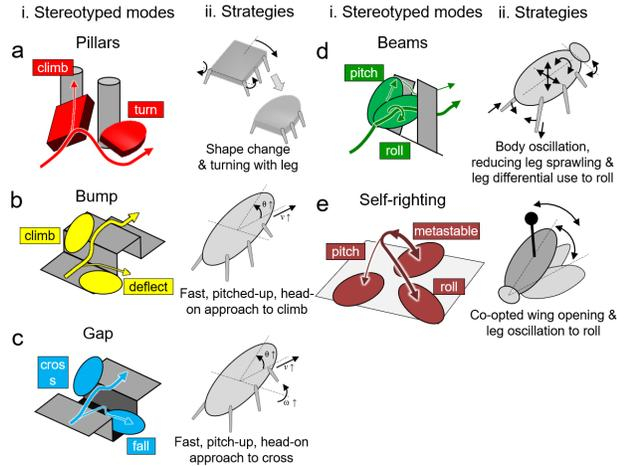 i. Stereotyped modes
ii. Strategies
i. Stereotyped modes
ii. Strategies
a
Pillars
climb
turn
Shape change
& turning with leg
b
Bump
climb
deflect
θ ↑
v ↑
Fast, pitched-up, head-
on approach to climb
c
Gap
cros
s
fall
θ ↑
v ↑
ω ↑
Fast, pitch-up, head-on
approach to cross
d
Beams
pitch
roll
Body oscillation,
reducing leg sprawling &
leg differential use to roll
e
Self-righting
metastable
pitch
roll
Co-opted wing opening &
leg oscillation to roll